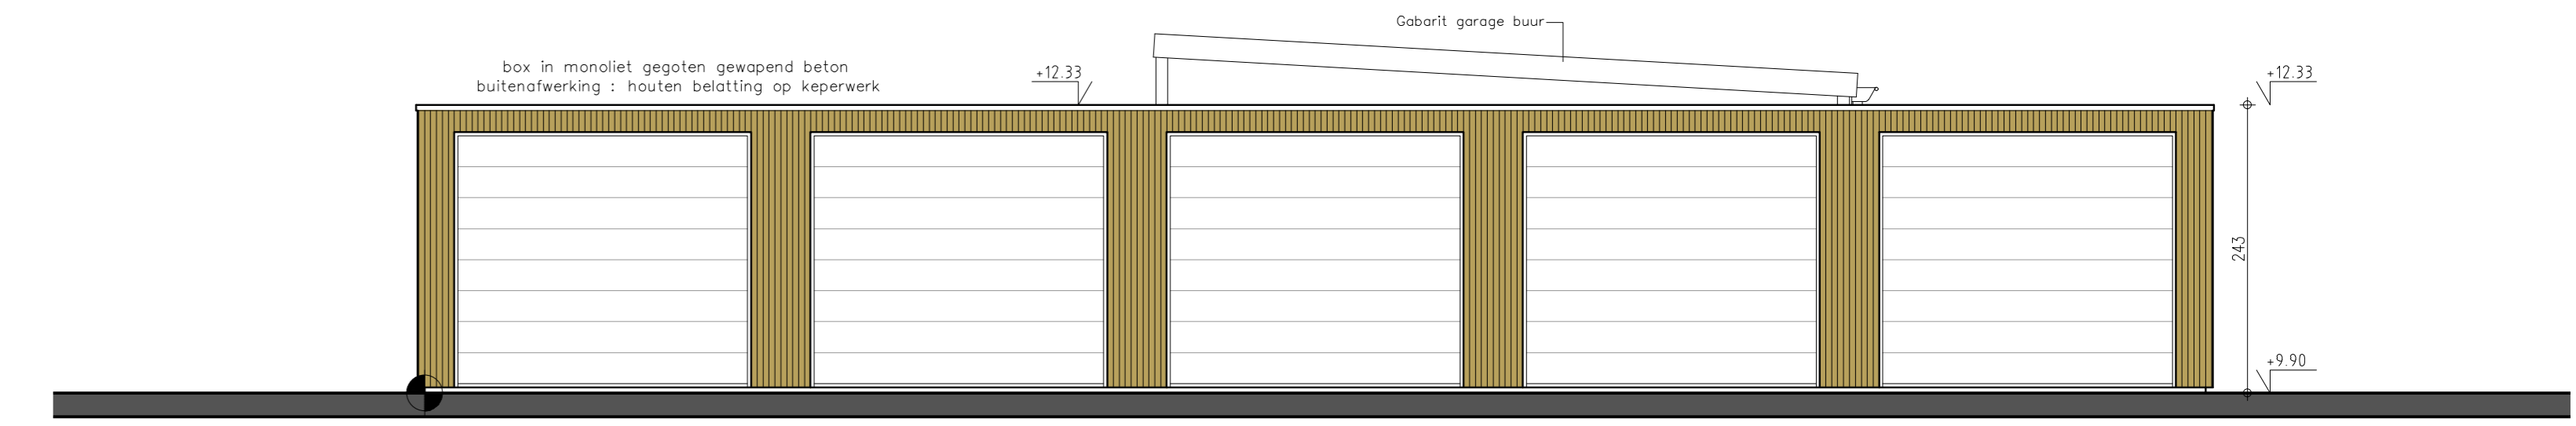 Gabarit garage buur
box in monoliet gegoten gewapend beton
buitenafwerking : houten belatting op keperwerk
+12.33
+12.33
243
+9.90